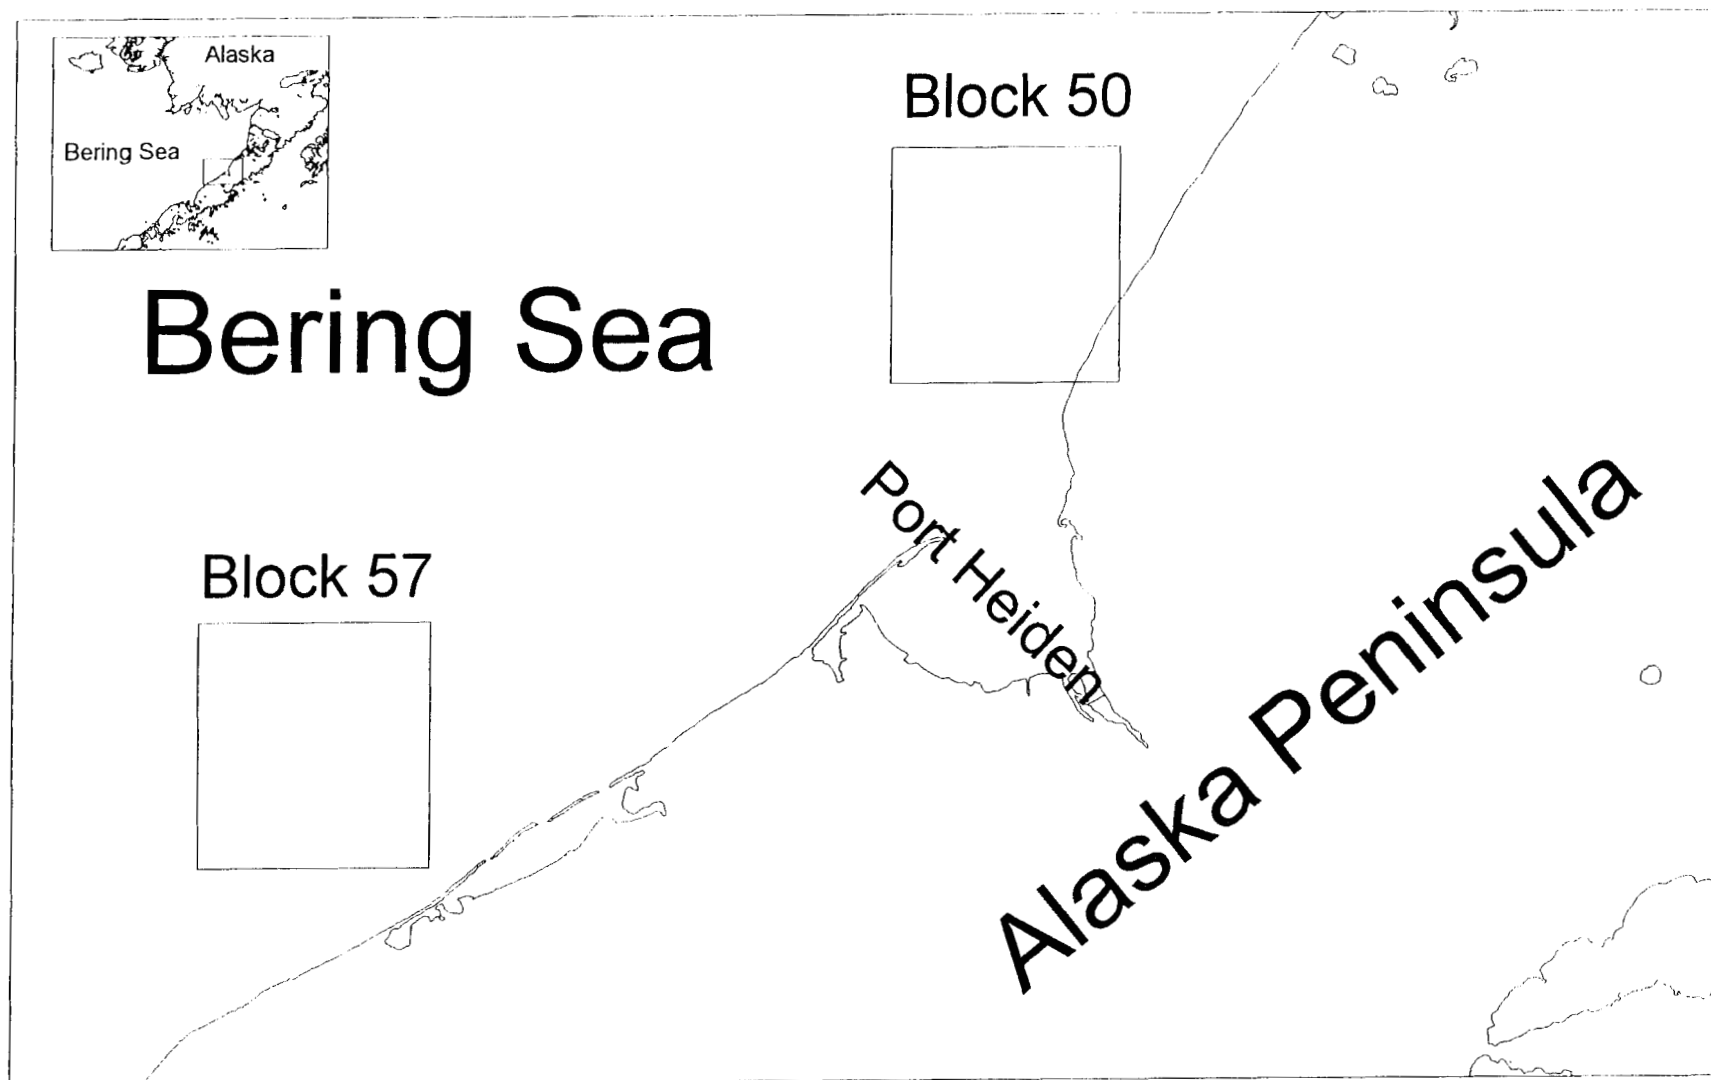 Alaska
Bering Sea
Block 50
Bering Sea
Port Heiden
Block 57
Alaska Peninsula